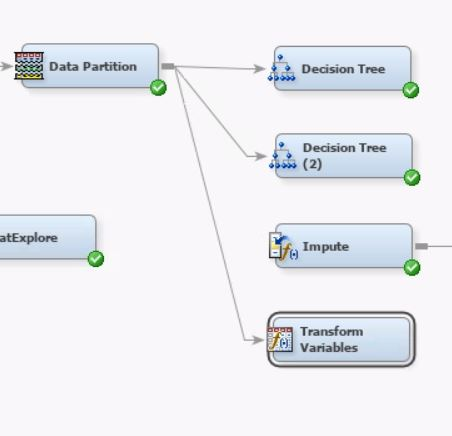 Data Partition
Decision Tree
Decision Tree
(2)
atExplore
Impute
Transform
Variables